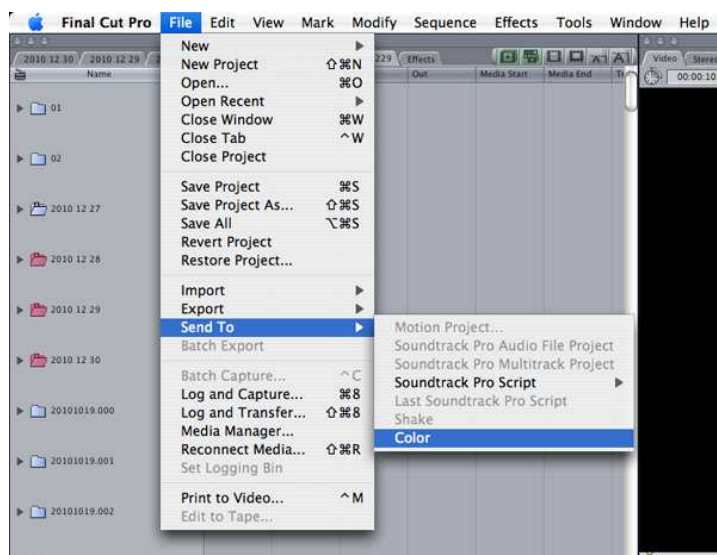 Final Cut Pro File Edit View Mark Modify Sequence Effects Tools Window Help
2010 12 30 2010 12 29 229 Effects Video Stereo
Name Out Media Start Media End 00:00:10
New
New Project ⇧⌘N
Open... ⌘O
Open Recent
Close Window ⌘W
Close Tab ^W
Close Project
Save Project ⌘S
Save Project As... ⇧⌘S
Save All ⌥⌘S
Revert Project
Restore Project...
Import
Export
Send To
Batch Export
Batch Capture... ^C
Log and Capture... ⌘8
Log and Transfer... ⇧⌘8
Media Manager...
Reconnect Media... ⇧⌘R
Set Logging Bin
Print to Video... ^M
Edit to Tape...
Motion Project...
Soundtrack Pro Audio File Project
Soundtrack Pro Multitrack Project
Soundtrack Pro Script
Last Soundtrack Pro Script
Shake
Color
01
02
2010 12 27
2010 12 28
2010 12 29
2010 12 30
20101019.000
20101019.001
20101019.002